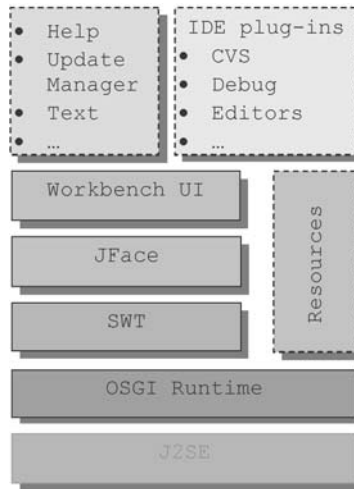 • Help
• Update
Manager
• Text
• …
IDE plug-ins
• CVS
• Debug
• Editors
• …
Workbench UI
JFace
SWT
Resources
OSGI Runtime
J2SE